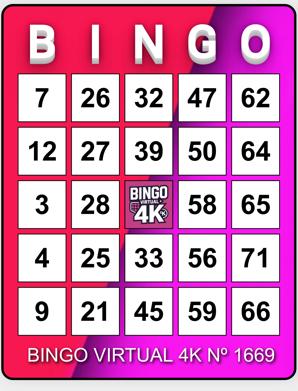 BINGO
7 26 32 47 62
12 27 39 50 64
3 28 BINGO VIRTUAL 4K 58 65
4 25 33 56 71
9 21 45 59 66
BINGO VIRTUAL 4K Nº 1669